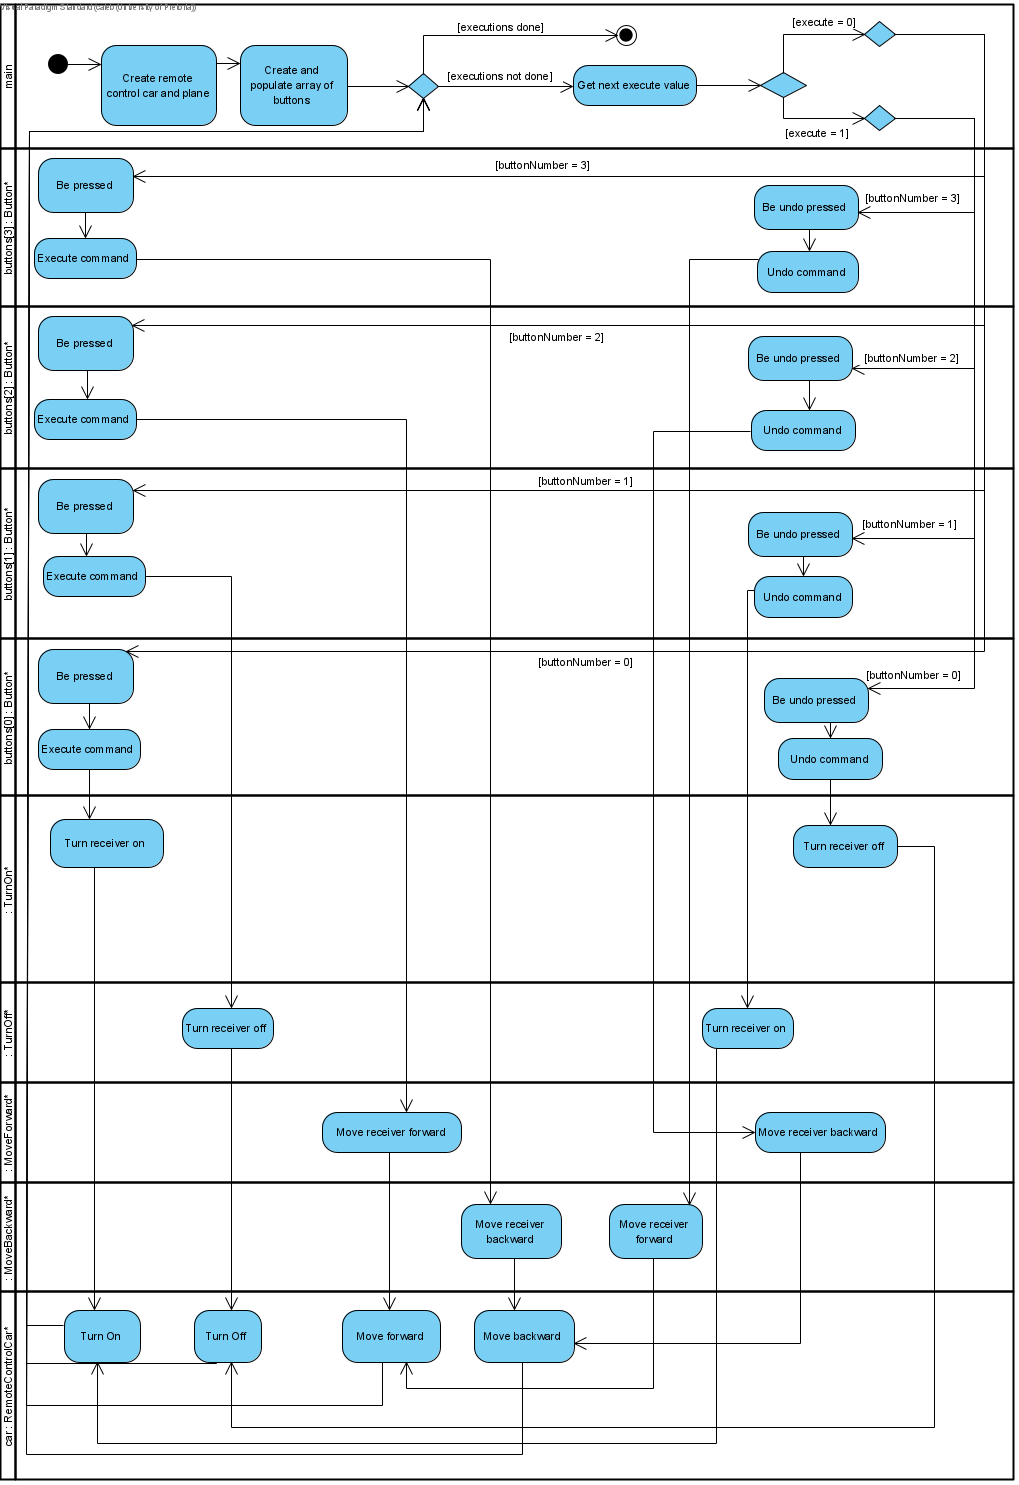 Visual Paradigm Standard (caleb (University of Pretoria))
main
[executions done]
[execute = 0]
Create remote
control car and plane
Create and
populate array of
buttons
[executions not done]
Get next execute value
[execute = 1]
buttons[3] : Button*
Be pressed
[buttonNumber = 3]
Be undo pressed
[buttonNumber = 3]
Execute command
Undo command
buttons[2] : Button*
Be pressed
[buttonNumber = 2]
Be undo pressed
[buttonNumber = 2]
Execute command
Undo command
buttons[1] : Button*
Be pressed
[buttonNumber = 1]
Be undo pressed
[buttonNumber = 1]
Execute command
Undo command
buttons[0] : Button*
Be pressed
[buttonNumber = 0]
Be undo pressed
[buttonNumber = 0]
Execute command
Undo command
: TurnOn*
Turn receiver on
Turn receiver off
: TurnOff*
Turn receiver off
Turn receiver on
: MoveForward*
Move receiver forward
Move receiver backward
: MoveBackward*
Move receiver
backward
Move receiver
forward
car : RemoteControlCar*
Turn On
Turn Off
Move forward
Move backward